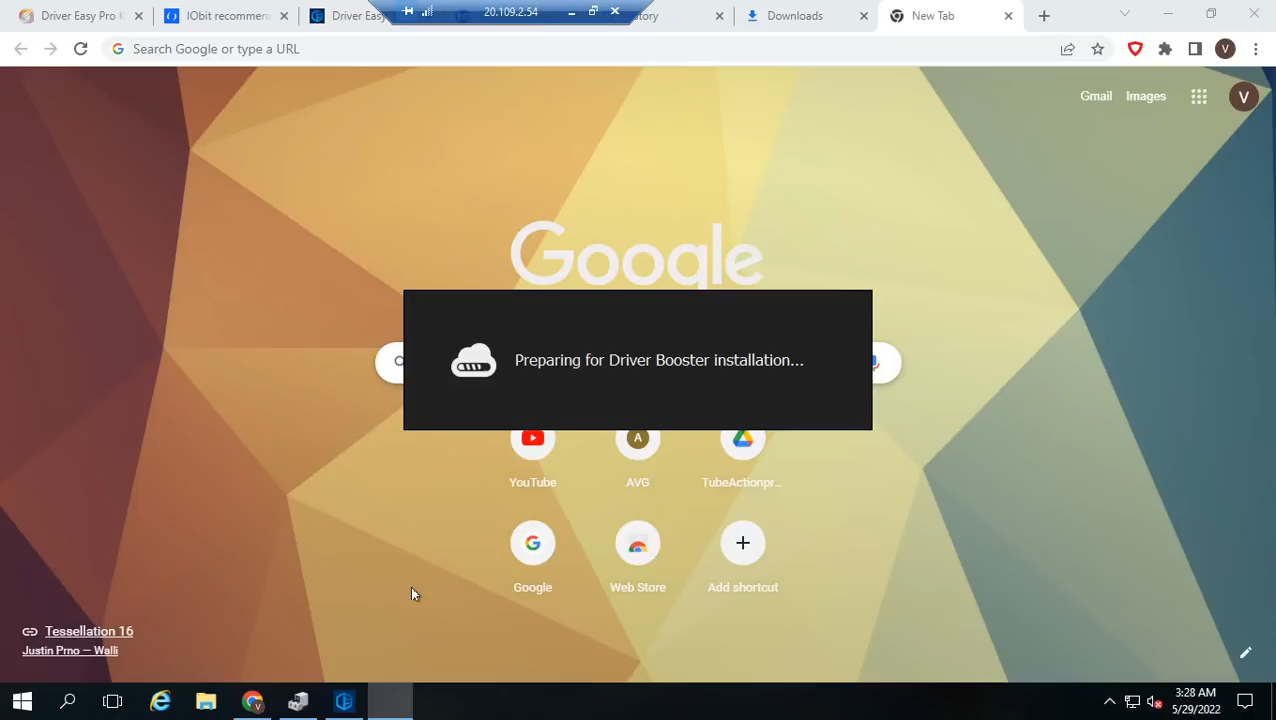 Driver Easy Pro K
IObit recommen
Driver Eas
20.109.2.54
story
Downloads
New Tab
Search Google or type a URL
V
Gmail
Images
V
Google
Preparing for Driver Booster installation...
A
YouTube
AVG
TubeActionpr...
Google
Web Store
Add shortcut
Tessellation 16
Justin Prno — Walli
V
3:28 AM
5/29/2022